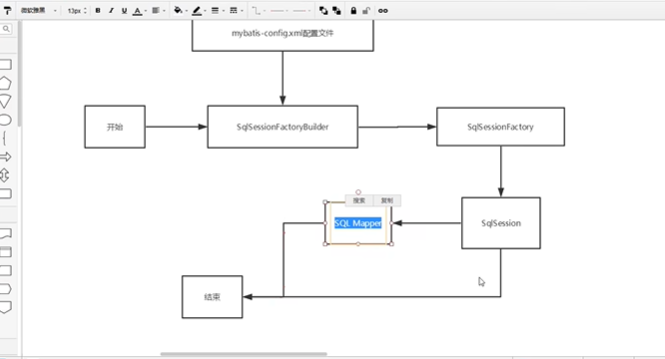 微软雅黑 13px B I U A
mybatis-config.xml配置文件
开始
SqlSessionFactoryBuilder
SqlSessionFactory
搜索 复制
SQL Mapper
SqlSession
结束